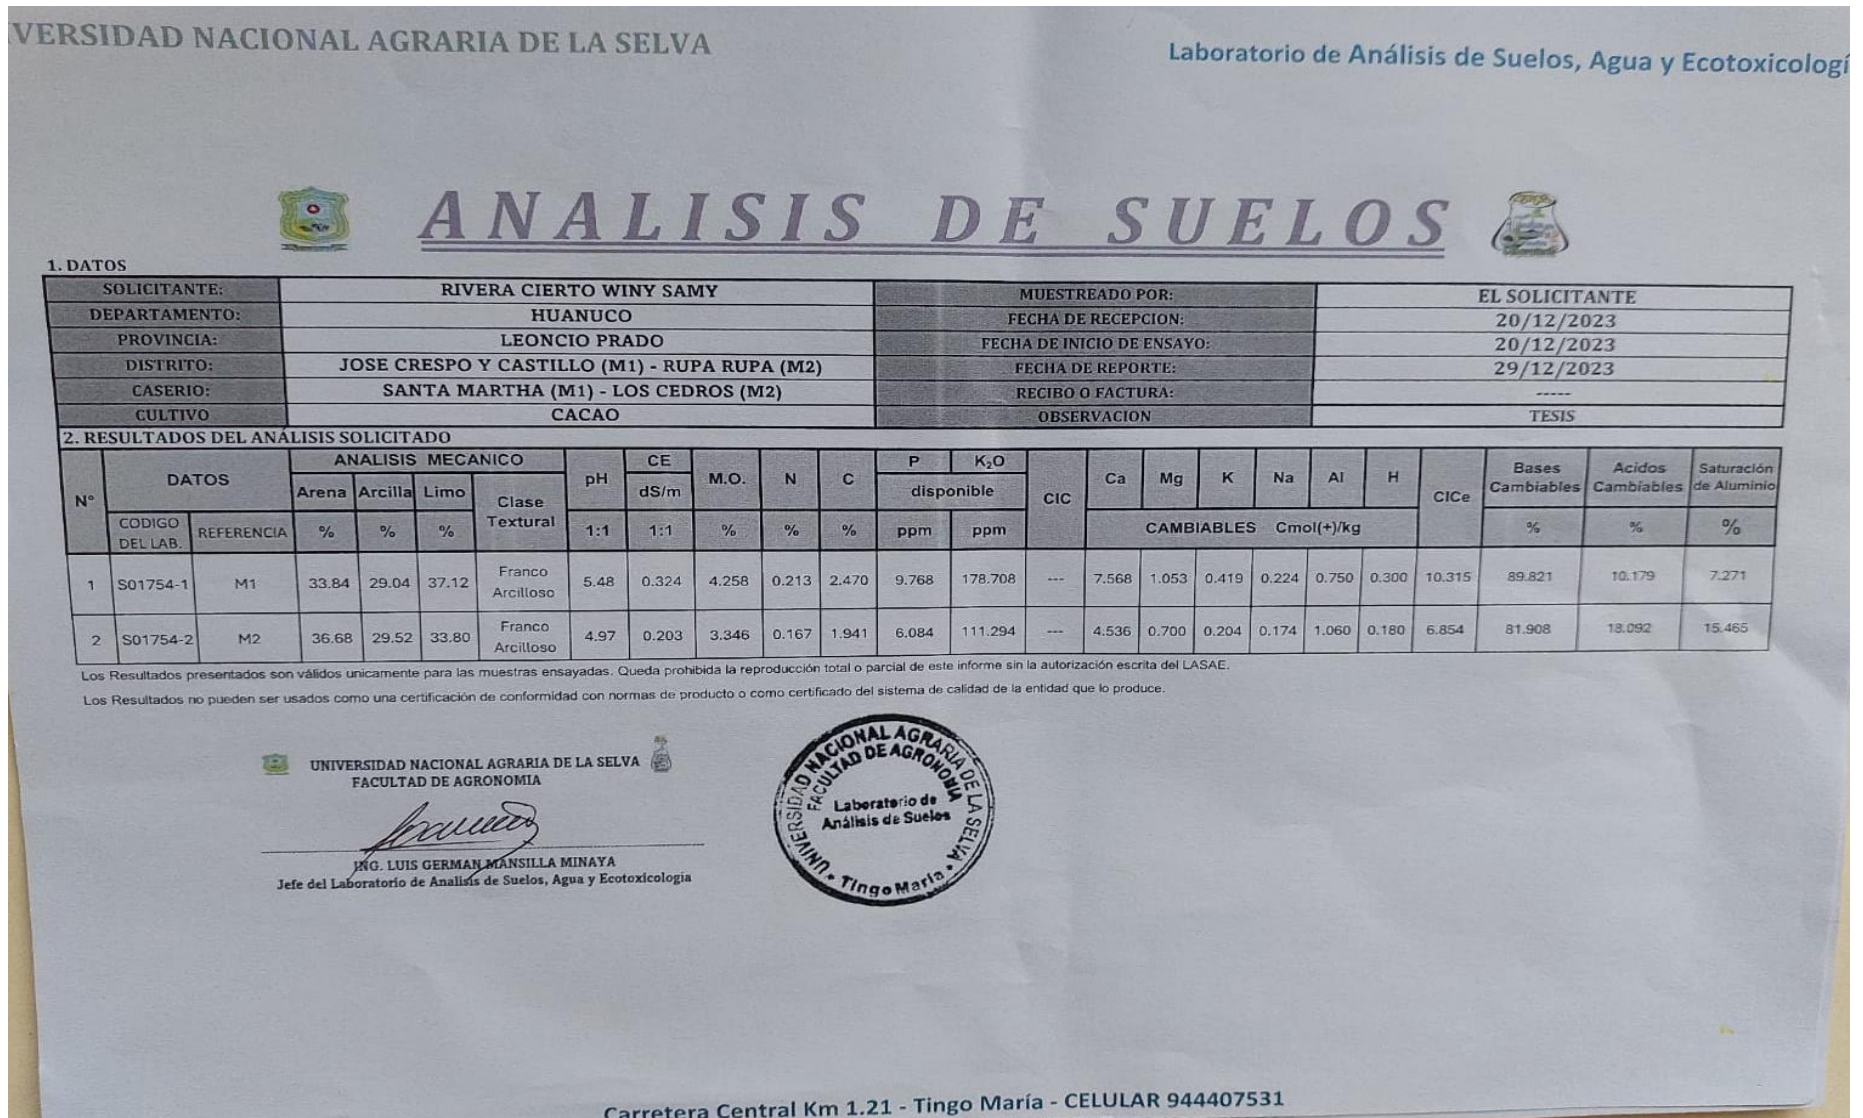 VERSIDAD NACIONAL AGRARIA DE LA SELVA
Laboratorio de Análisis de Suelos, Agua y Ecotoxicologí
ANALISIS DE SUELOS
1. DATOS
SOLICITANTE: RIVERA CIERTO WINY SAMY MUESTREADO POR: EL SOLICITANTE
DEPARTAMENTO: HUANUCO FECHA DE RECEPCION: 20/12/2023
PROVINCIA: LEONCIO PRADO FECHA DE INICIO DE ENSAYO: 20/12/2023
DISTRITO: JOSE CRESPO Y CASTILLO (M1) - RUPA RUPA (M2) FECHA DE REPORTE: 29/12/2023
CASERIO: SANTA MARTHA (M1) - LOS CEDROS (M2) RECIBO O FACTURA: -----
CULTIVO CACAO OBSERVACION TESIS
2. RESULTADOS DEL ANÁLISIS SOLICITADO
N° DATOS ANALISIS MECANICO pH CE M.O. N C P K₂O CIC Ca Mg K Na Al H CICe Bases Cambiables Acidos Cambiables Saturación de Aluminio
Arena Arcilla Limo Clase Textural dS/m disponible
CODIGO DEL LAB. REFERENCIA % % % 1:1 1:1 % % % ppm ppm CAMBIABLES Cmol(+)/kg % % %
1 S01754-1 M1 33.84 29.04 37.12 Franco Arcilloso 5.48 0.324 4.258 0.213 2.470 9.768 178.708 --- 7.568 1.053 0.419 0.224 0.750 0.300 10.315 89.821 10.179 7.271
2 S01754-2 M2 36.68 29.52 33.80 Franco Arcilloso 4.97 0.203 3.346 0.167 1.941 6.084 111.294 --- 4.536 0.700 0.204 0.174 1.060 0.180 6.854 81.908 18.092 15.465
Los Resultados presentados son válidos unicamente para las muestras ensayadas. Queda prohibida la reproducción total o parcial de este informe sin la autorización escrita del LASAE.
Los Resultados no pueden ser usados como una certificación de conformidad con normas de producto o como certificado del sistema de calidad de la entidad que lo produce.
UNIVERSIDAD NACIONAL AGRARIA DE LA SELVA
FACULTAD DE AGRONOMIA
ING. LUIS GERMAN MANSILLA MINAYA
Jefe del Laboratorio de Analisis de Suelos, Agua y Ecotoxicologia
UNIVERSIDAD NACIONAL AGRARIA DE LA SELVA
FACULTAD DE AGRONOMIA
Laboratorio de
Análisis de Suelos
Tingo María
Carretera Central Km 1.21 - Tingo María - CELULAR 944407531